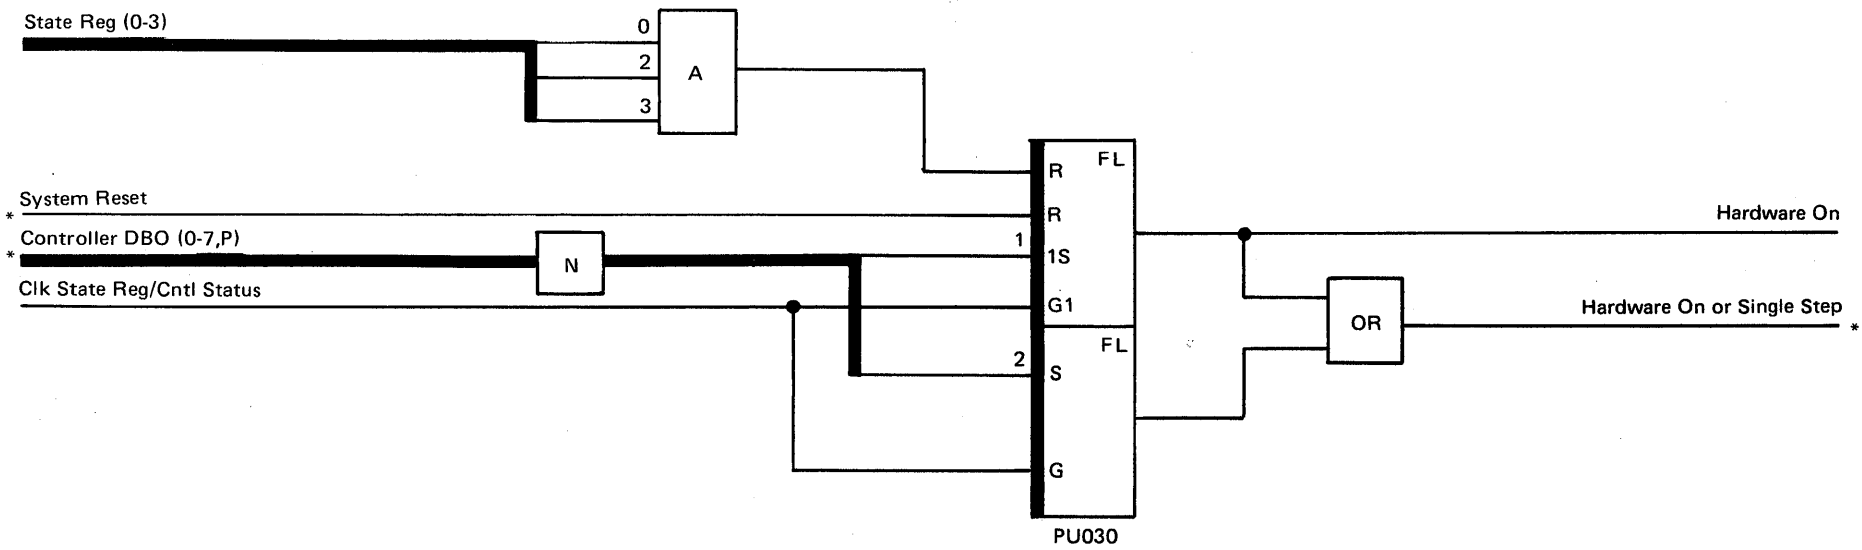 State Reg (0-3)
0
2
3
A
System Reset
*
Controller DBO (0-7,P)
*
N
Clk State Reg/Cntl Status
1
2
R
FL
R
1S
G1
FL
S
G
PU030
Hardware On
OR
Hardware On or Single Step
*